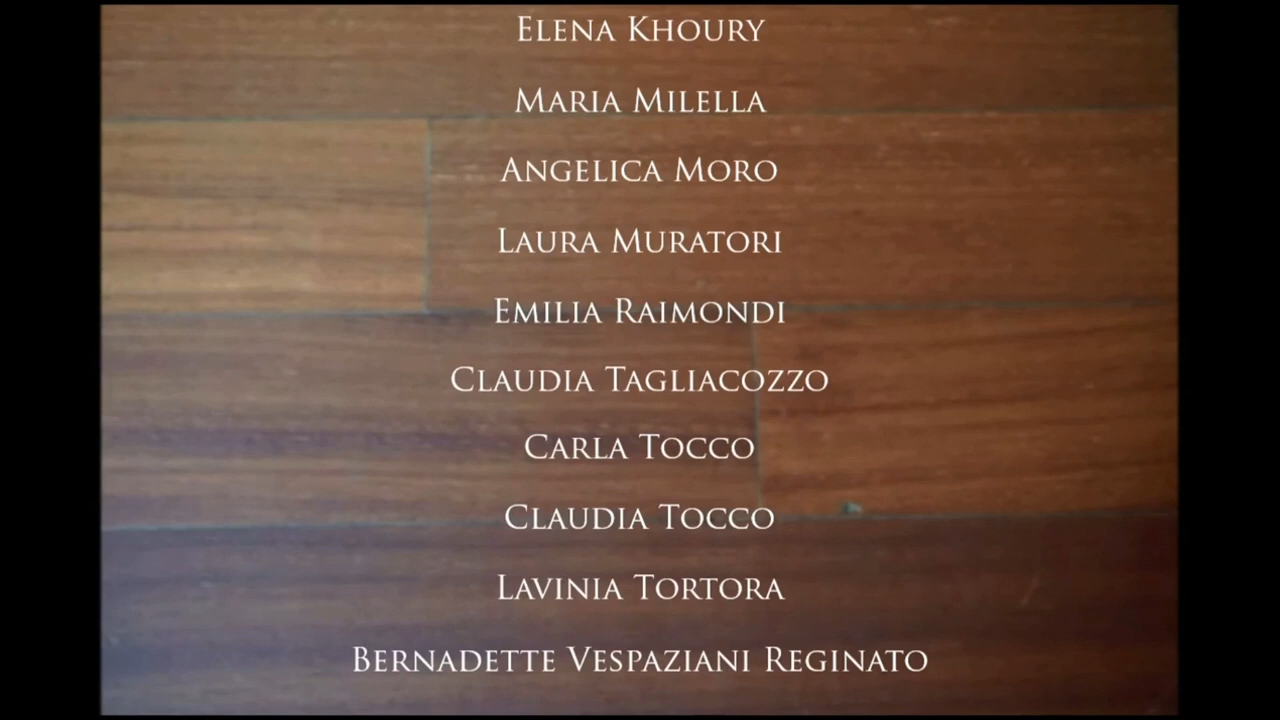 Elena Khoury
Maria Milella
Angelica Moro
Laura Muratori
Emilia Raimondi
Claudia Tagliacozzo
Carla Tocco
Claudia Tocco
Lavinia Tortora
Bernadette Vespaziani Reginato